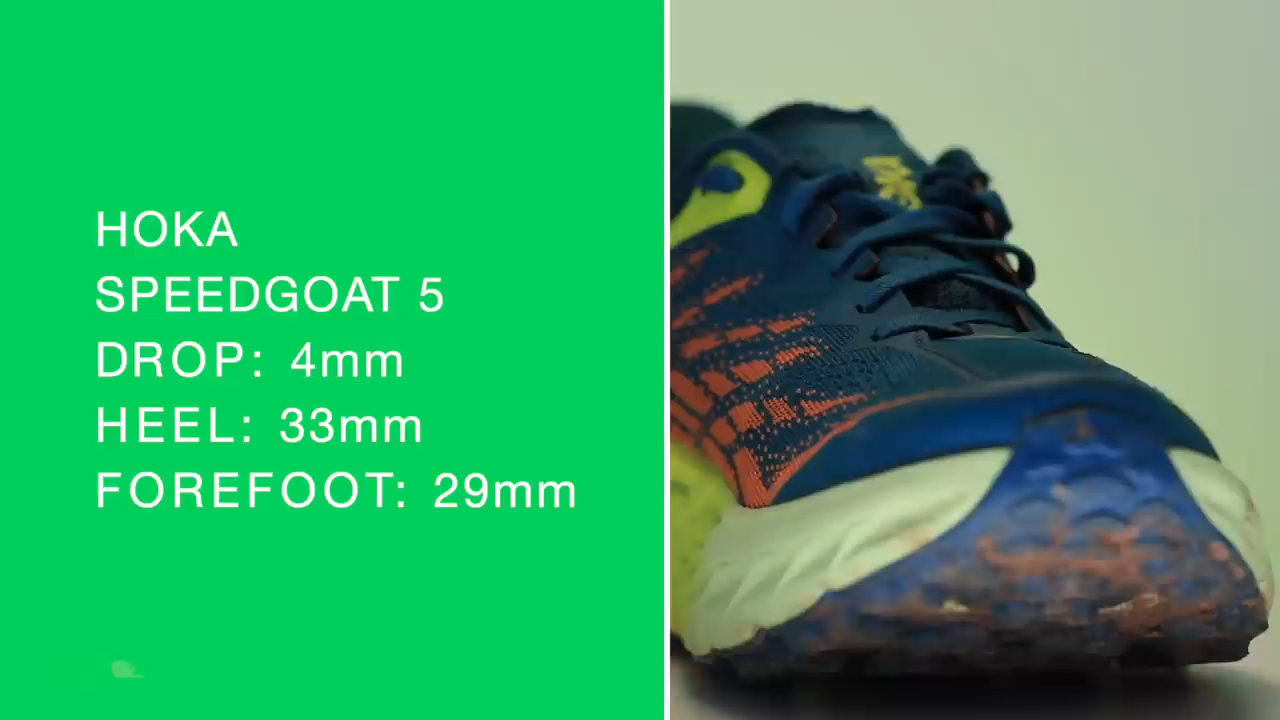 HOKA
SPEEDGOAT 5
DROP: 4mm
HEEL: 33mm
FOREFOOT: 29mm